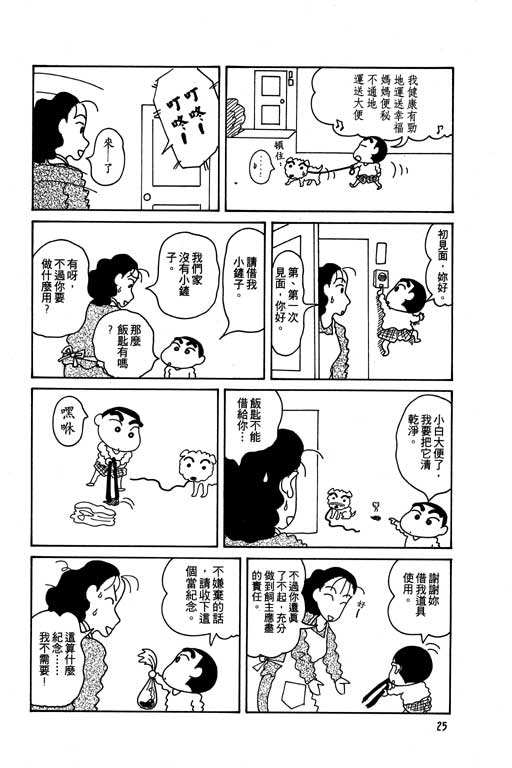 我健康有勁
地運送幸福
媽媽便秘
不通地
運送大便
頓住
♪……
叮咚！
叮咚！
來—了
初見面，妳好。
第、第一次
見面，你好。
請借我
小鏟子。
我們家
沒有小鏟
子。
那麼
飯匙有嗎
？
有呀，
不過你要
做什麼用？
小白大便了，
我要把它清
乾淨。
飯匙不能
借給你…
嘿咻
謝謝妳
借我道具
使用。
好—
不過你還真
了不起，充分
做到飼主應盡
的責任。
不嫌棄的話
，請收下這
個當紀念。
這算什麼
紀念……
我不需要！
25